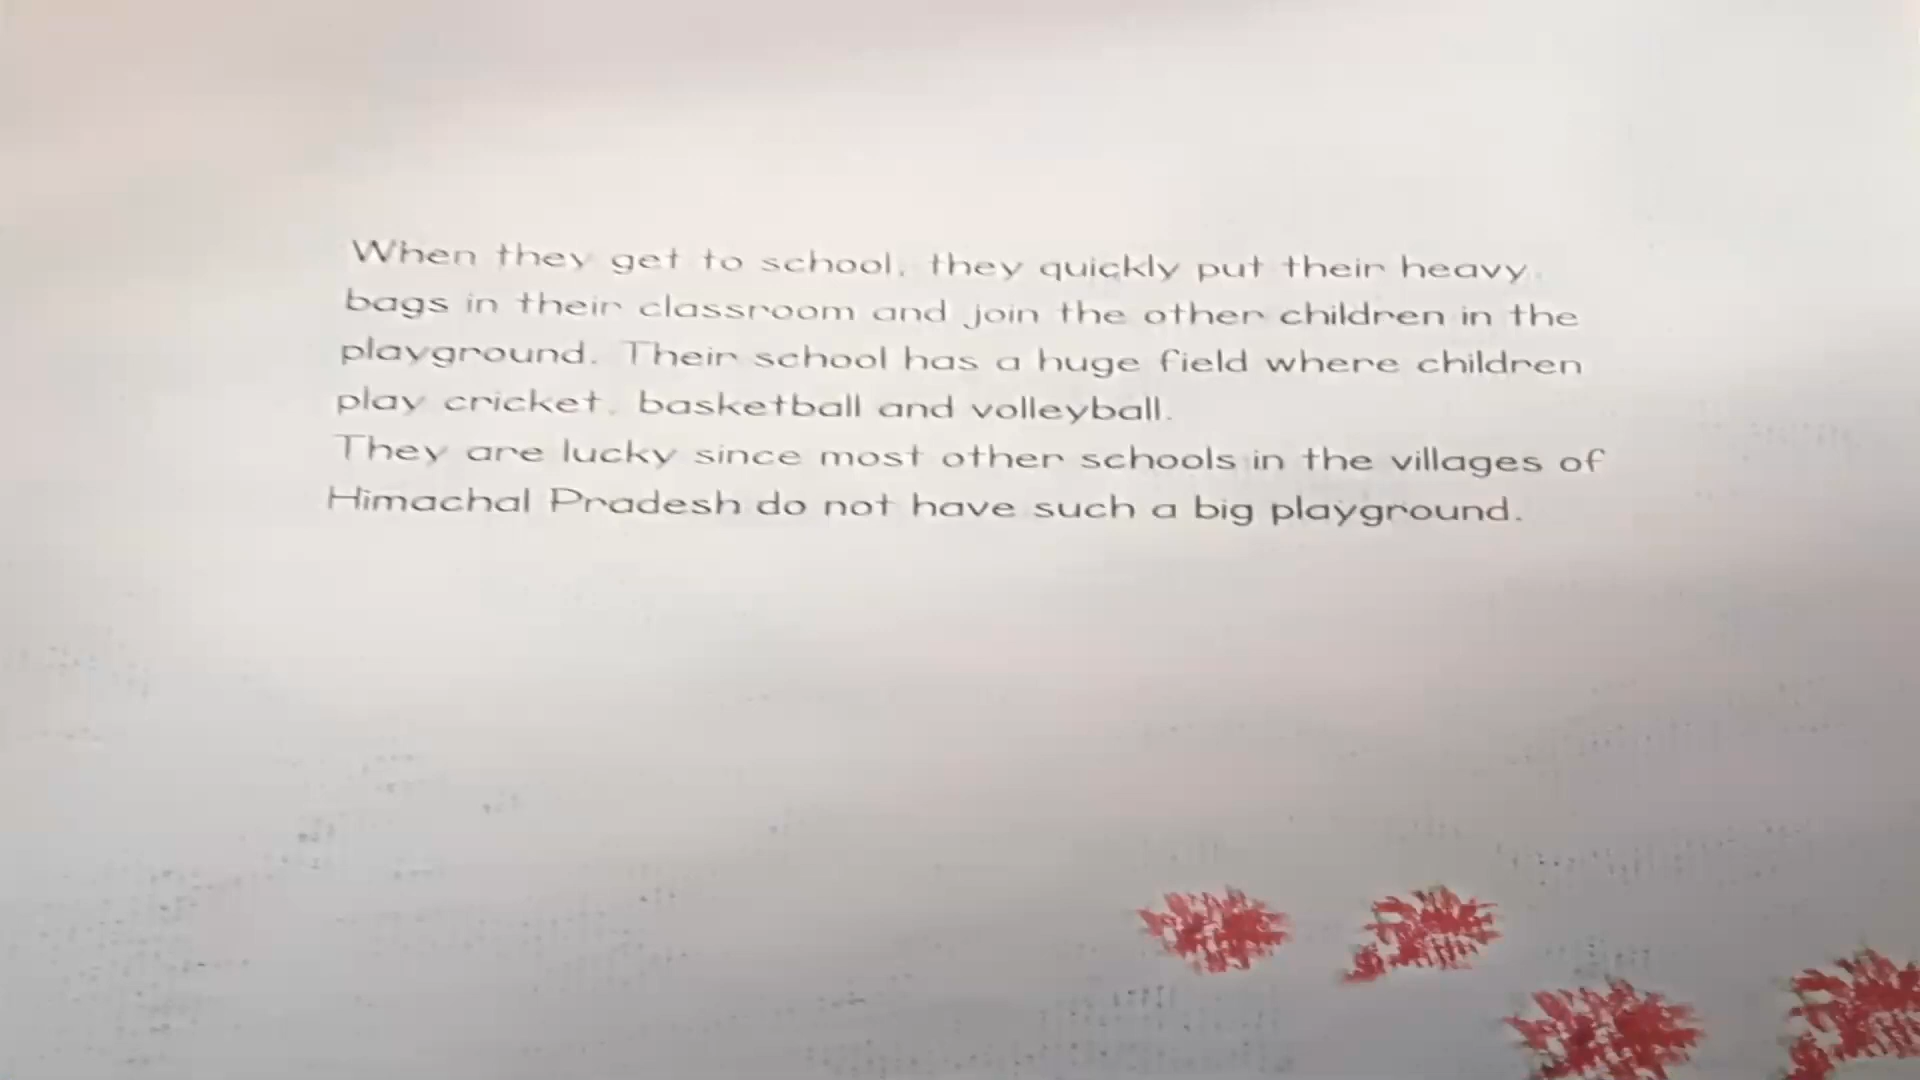 When they get to school, they quickly put their heavy
bags in their classroom and join the other children in the
playground. Their school has a huge field where children
play cricket, basketball and volleyball.
They are lucky since most other schools in the villages of
Himachal Pradesh do not have such a big playground.